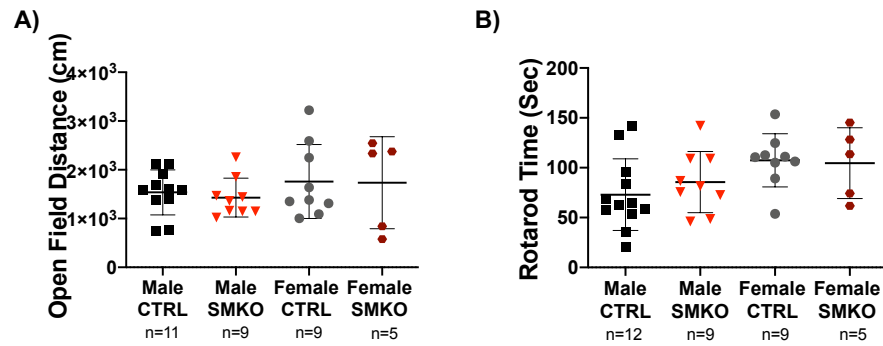 A)
Open Field Distance (cm)
4×10³
3×10³
2×10³
1×10³
0
Male CTRL
n=11
Male SMKO
n=9
Female CTRL
n=9
Female SMKO
n=5
B)
Rotarod Time (Sec)
200
150
100
50
0
Male CTRL
n=12
Male SMKO
n=9
Female CTRL
n=9
Female SMKO
n=5